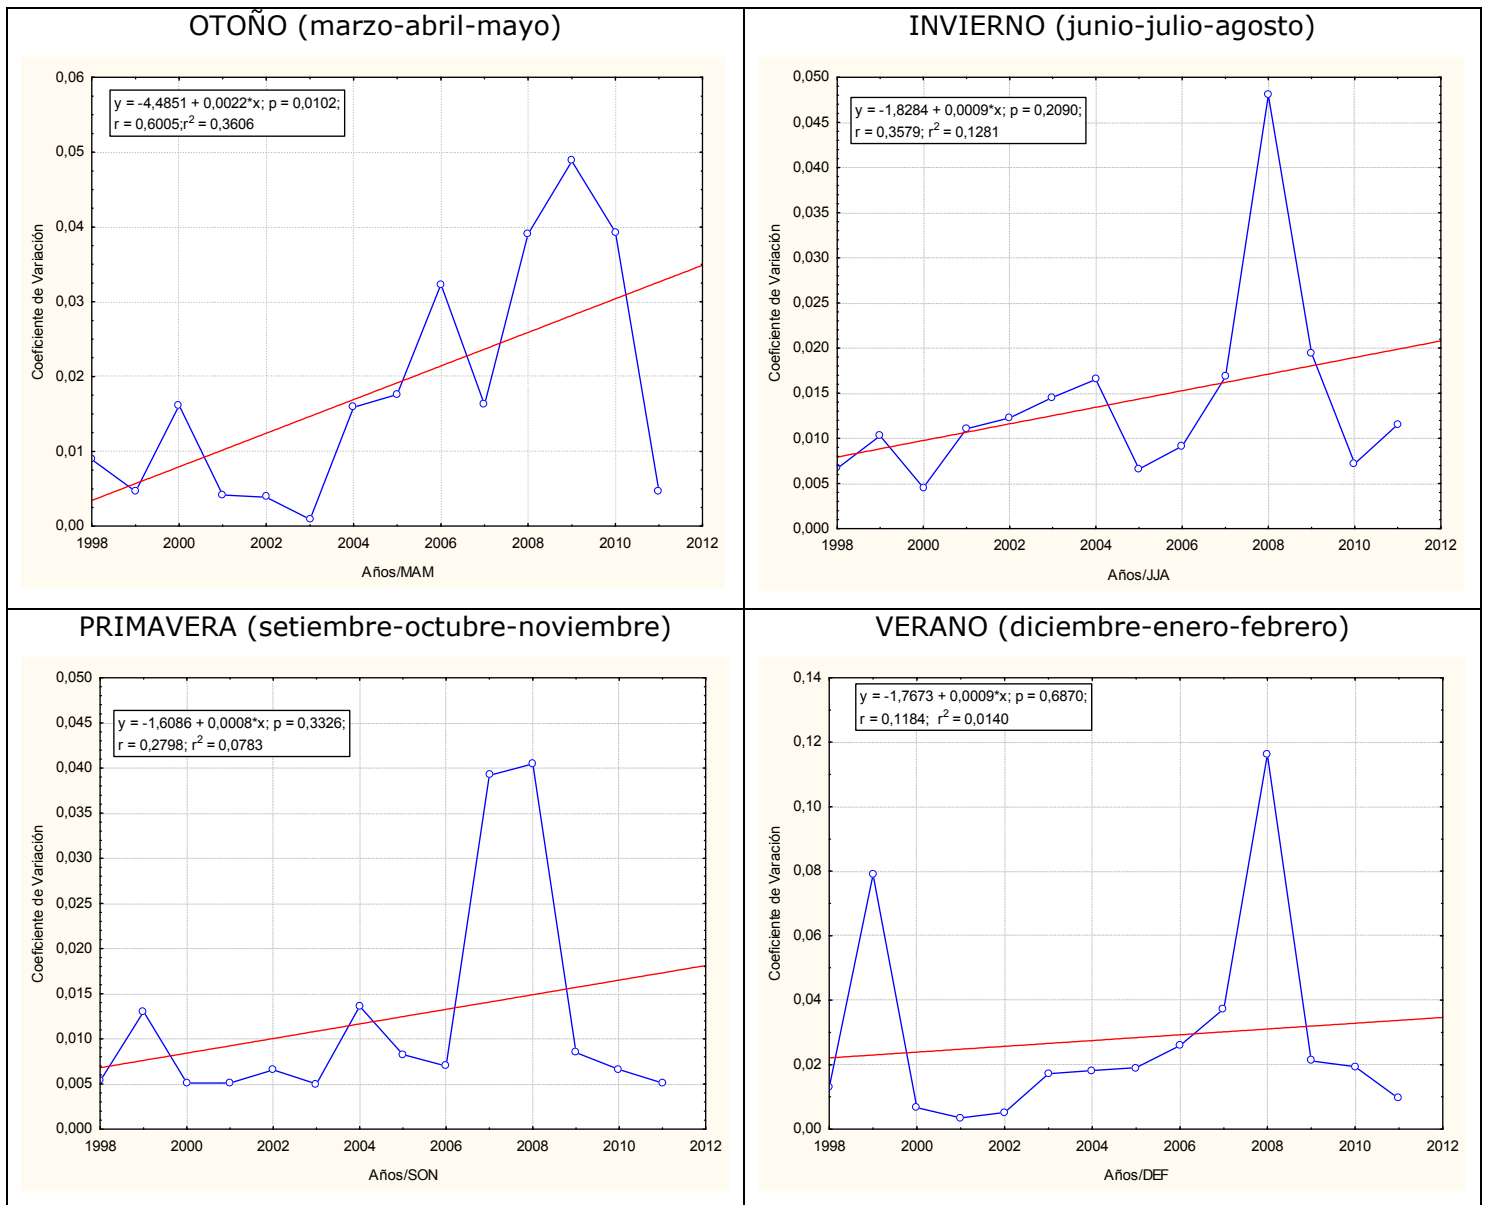 OTOÑO (marzo-abril-mayo)
y = -4,4851 + 0,0022*x; p = 0,0102;
r = 0,6005;r² = 0,3606
Coeficiente de Variación
0,06
0,05
0,04
0,03
0,02
0,01
0,00
1998 2000 2002 2004 2006 2008 2010 2012
Años/MAM
INVIERNO (junio-julio-agosto)
y = -1,8284 + 0,0009*x; p = 0,2090;
r = 0,3579; r² = 0,1281
Coeficiente de Variación
0,050
0,045
0,040
0,035
0,030
0,025
0,020
0,015
0,010
0,005
0,000
1998 2000 2002 2004 2006 2008 2010 2012
Años/JJA
PRIMAVERA (setiembre-octubre-noviembre)
y = -1,6086 + 0,0008*x; p = 0,3326;
r = 0,2798; r² = 0,0783
Coeficiente de Variación
0,050
0,045
0,040
0,035
0,030
0,025
0,020
0,015
0,010
0,005
0,000
1998 2000 2002 2004 2006 2008 2010 2012
Años/SON
VERANO (diciembre-enero-febrero)
y = -1,7673 + 0,0009*x; p = 0,6870;
r = 0,1184; r² = 0,0140
Coeficiente de Varación
0,14
0,12
0,10
0,08
0,06
0,04
0,02
0,00
1998 2000 2002 2004 2006 2008 2010 2012
Años/DEF